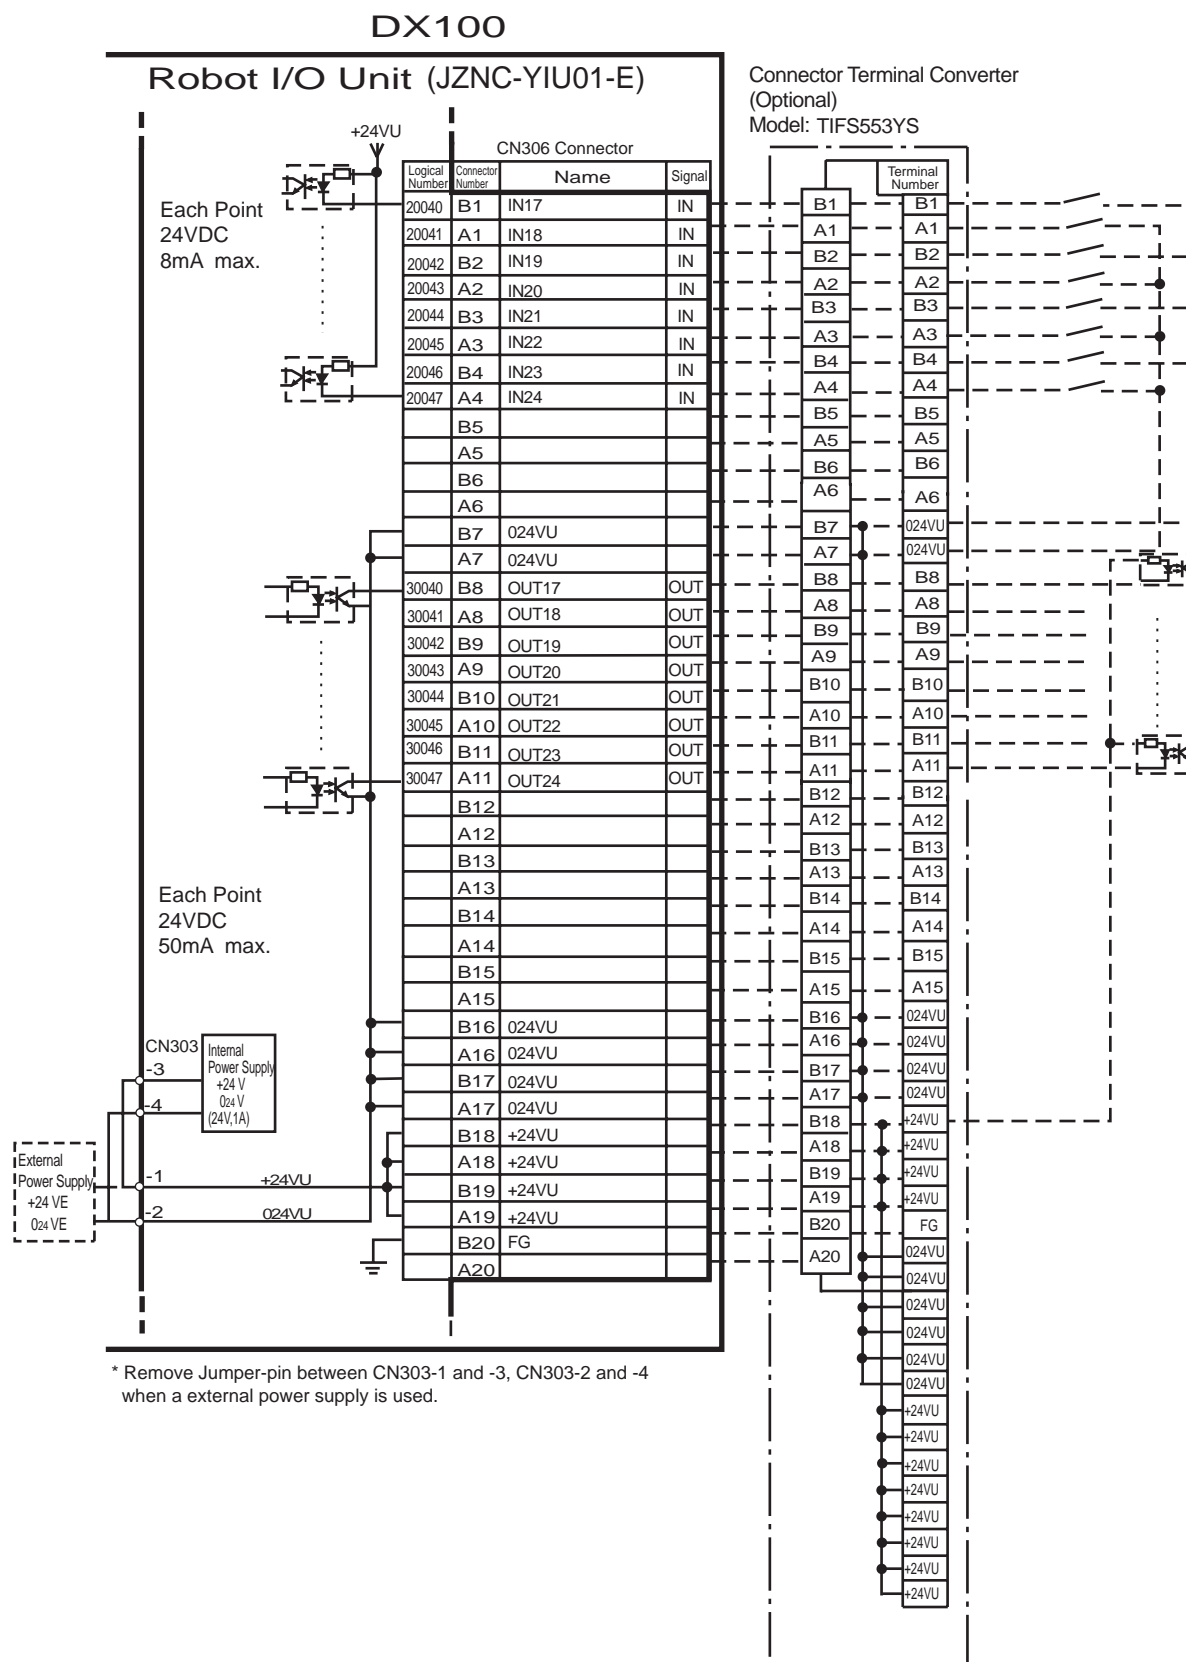 DX100
Robot I/O Unit (JZNC-YIU01-E)
Connector Terminal Converter
(Optional)
Model: TIFS553YS
+24VU
CN306 Connector
Logical Number Connector Number Name Signal
Terminal Number
Each Point
24VDC
8mA max.
20040 B1 IN17 IN B1 B1
20041 A1 IN18 IN A1 A1
20042 B2 IN19 IN B2 B2
20043 A2 IN20 IN A2 A2
20044 B3 IN21 IN B3 B3
20045 A3 IN22 IN A3 A3
20046 B4 IN23 IN B4 B4
20047 A4 IN24 IN A4 A4
B5 B5 B5
A5 A5 A5
B6 B6 B6
A6 A6 A6
B7 024VU B7 024VU
A7 024VU A7 024VU
30040 B8 OUT17 OUT B8 B8
30041 A8 OUT18 OUT A8 A8
30042 B9 OUT19 OUT B9 B9
30043 A9 OUT20 OUT A9 A9
30044 B10 OUT21 OUT B10 B10
30045 A10 OUT22 OUT A10 A10
30046 B11 OUT23 OUT B11 B11
30047 A11 OUT24 OUT A11 A11
B12 B12 B12
A12 A12 A12
B13 B13 B13
A13 A13 A13
B14 B14 B14
A14 A14 A14
B15 B15 B15
A15 A15 A15
Each Point
24VDC
50mA max.
B16 024VU B16 024VU
A16 024VU A16 024VU
B17 024VU B17 024VU
A17 024VU A17 024VU
B18 +24VU B18 +24VU
A18 +24VU A18 +24VU
B19 +24VU B19 +24VU
A19 +24VU A19 +24VU
B20 FG B20 FG
A20 A20 024VU
024VU
024VU
024VU
024VU
024VU
+24VU
+24VU
+24VU
+24VU
+24VU
+24VU
+24VU
+24VU
CN303
-3
-4
Internal
Power Supply
+24 V
024 V
(24V,1A)
External
Power Supply
+24 VE
024 VE
-1 +24VU
-2 024VU
* Remove Jumper-pin between CN303-1 and -3, CN303-2 and -4
when a external power supply is used.